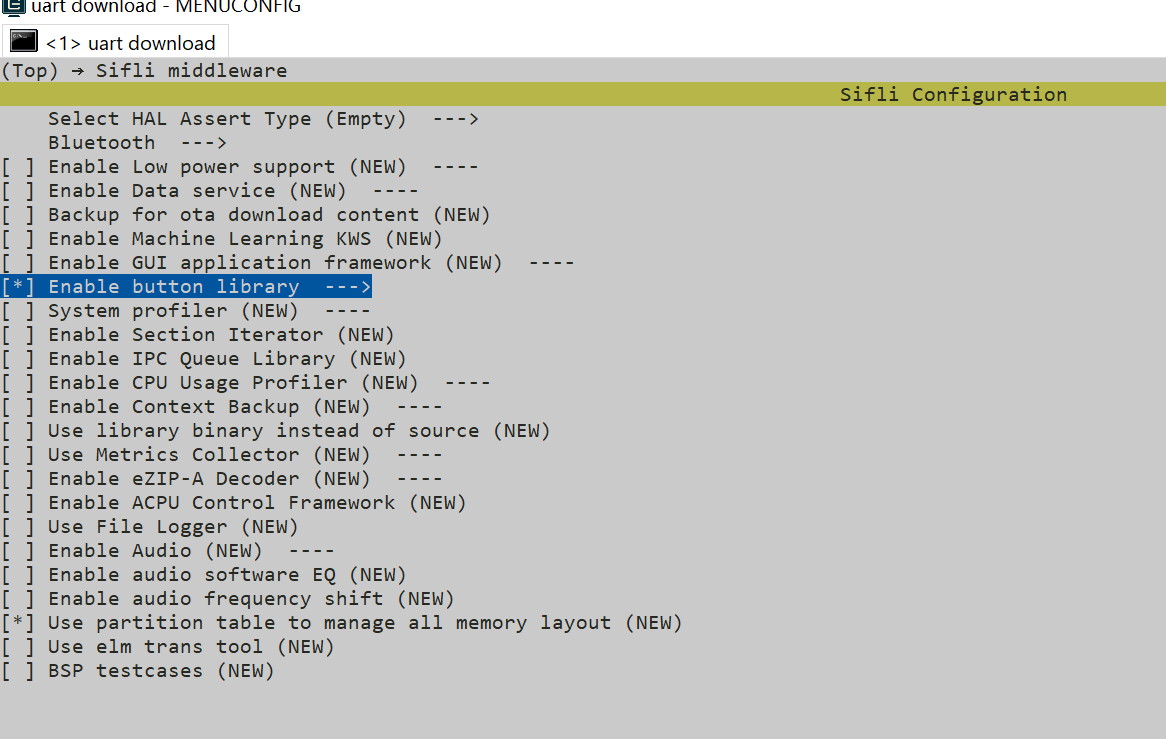 uart download - MENUCONFIG
<1> uart download
(Top) → Sifli middleware
Sifli Configuration
Select HAL Assert Type (Empty)  --->
Bluetooth  --->
[ ] Enable Low power support (NEW)  ----
[ ] Enable Data service (NEW)  ----
[ ] Backup for ota download content (NEW)
[ ] Enable Machine Learning KWS (NEW)
[ ] Enable GUI application framework (NEW)  ----
[*] Enable button library  --->
[ ] System profiler (NEW)  ----
[ ] Enable Section Iterator (NEW)
[ ] Enable IPC Queue Library (NEW)
[ ] Enable CPU Usage Profiler (NEW)  ----
[ ] Enable Context Backup (NEW)  ----
[ ] Use library binary instead of source (NEW)
[ ] Use Metrics Collector (NEW)  ----
[ ] Enable eZIP-A Decoder (NEW)  ----
[ ] Enable ACPU Control Framework (NEW)
[ ] Use File Logger (NEW)
[ ] Enable Audio (NEW)  ----
[ ] Enable audio software EQ (NEW)
[ ] Enable audio frequency shift (NEW)
[*] Use partition table to manage all memory layout (NEW)
[ ] Use elm trans tool (NEW)
[ ] BSP testcases (NEW)